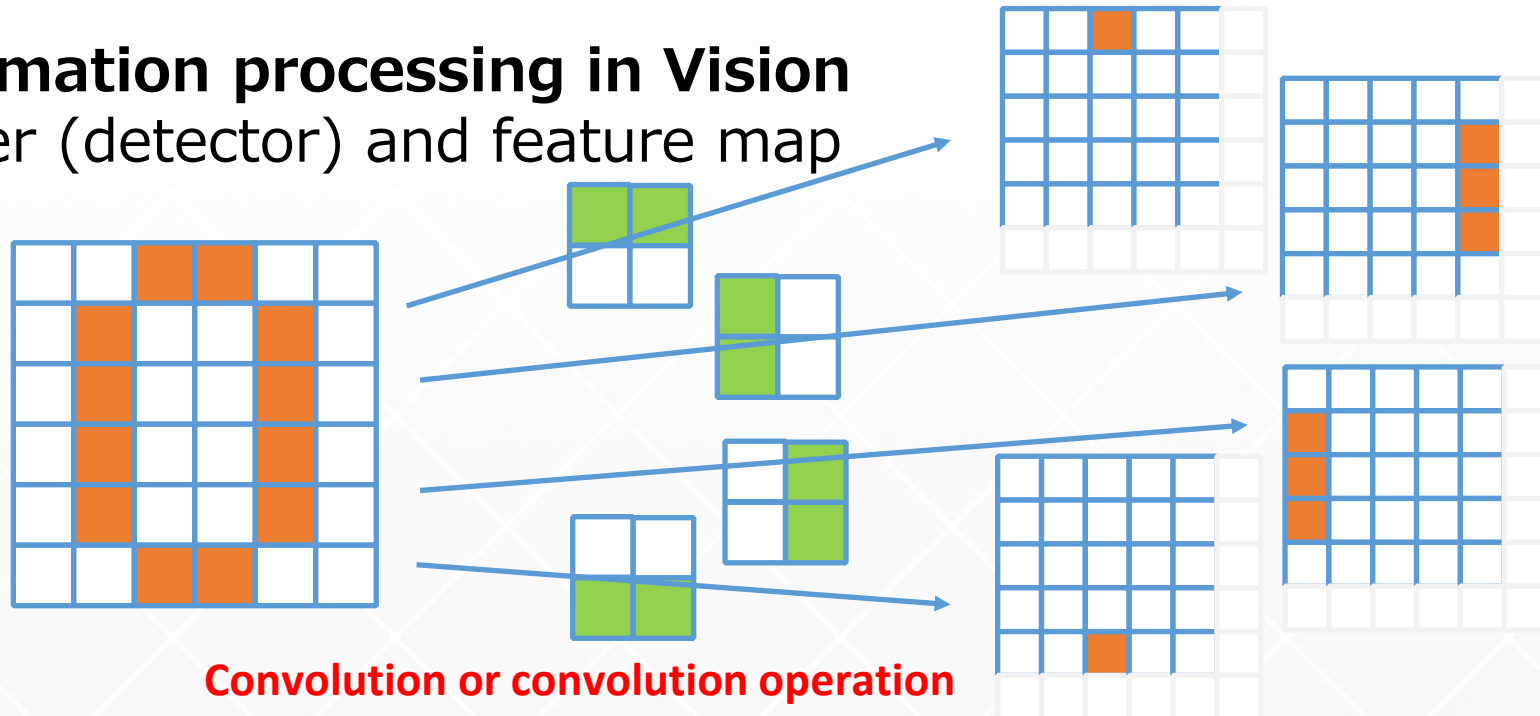 mation processing in Vision
er (detector) and feature map
Convolution or convolution operation